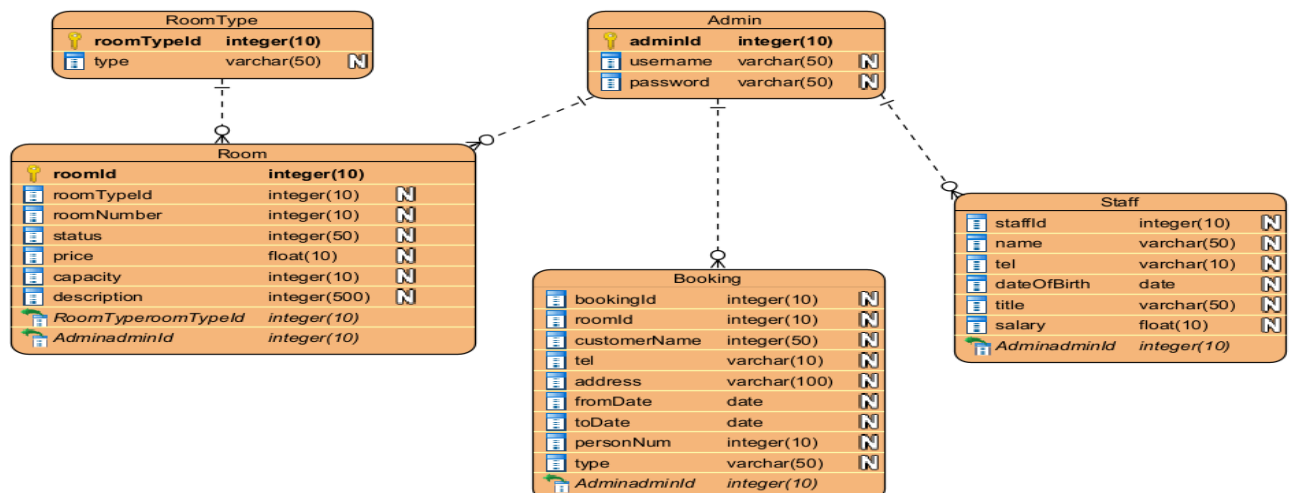 RoomType
roomTypeId integer(10)
type varchar(50) N
Admin
adminId integer(10)
username varchar(50) N
password varchar(50) N
Room
roomId integer(10)
roomTypeId integer(10) N
roomNumber integer(10) N
status integer(50) N
price float(10) N
capacity integer(10) N
description integer(500) N
RoomTyperoomTypeId integer(10)
AdminadminId integer(10)
Booking
bookingId integer(10) N
roomId integer(10) N
customerName integer(50) N
tel varchar(10) N
address varchar(100) N
fromDate date N
toDate date N
personNum integer(10) N
type varchar(50) N
AdminadminId integer(10)
Staff
staffId integer(10) N
name varchar(50) N
tel varchar(10) N
dateOfBirth date N
title varchar(50) N
salary float(10) N
AdminadminId integer(10)